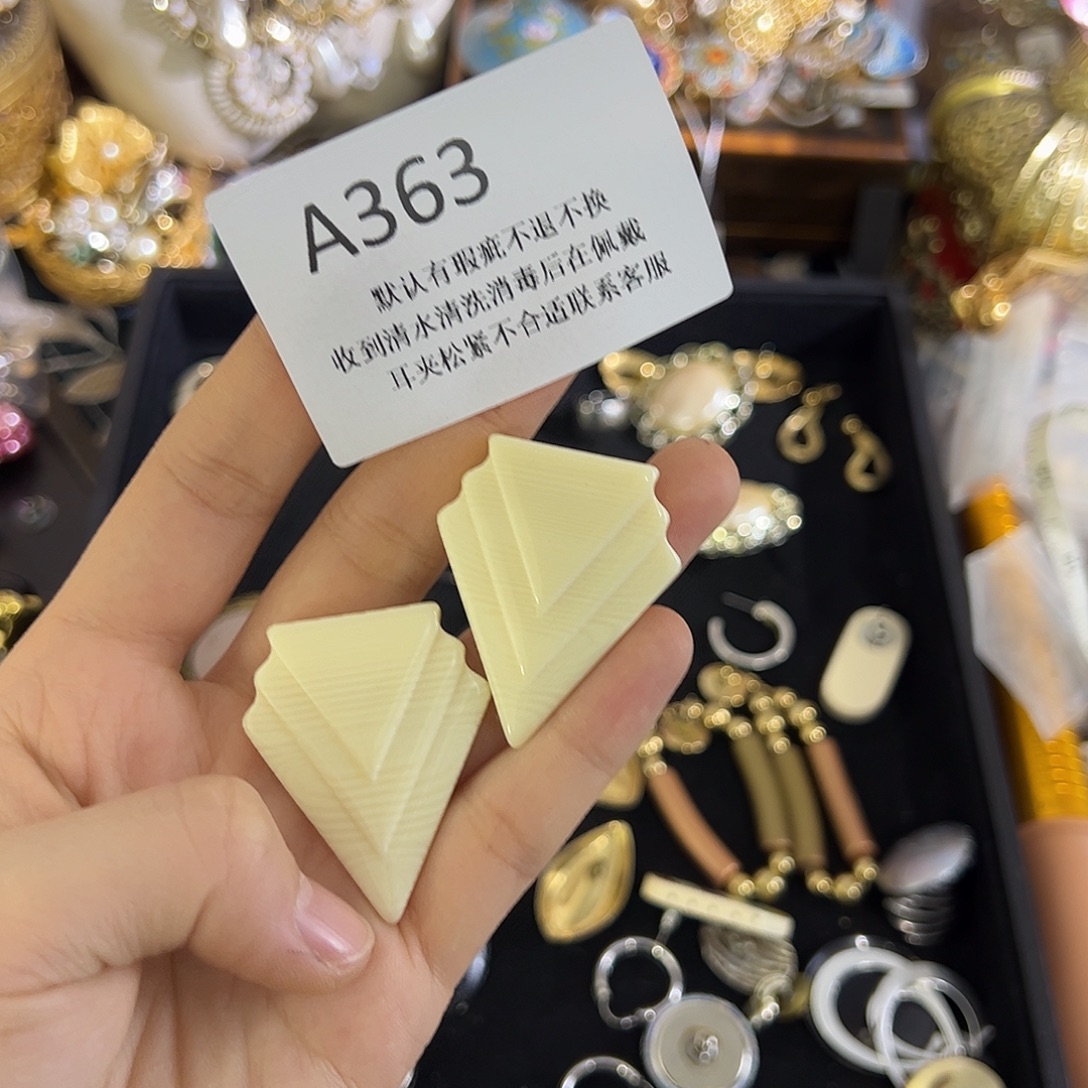 A363
默认有瑕疵不退不换
收到清水清洗消毒后在佩戴
耳夹松紧不合适联系客服